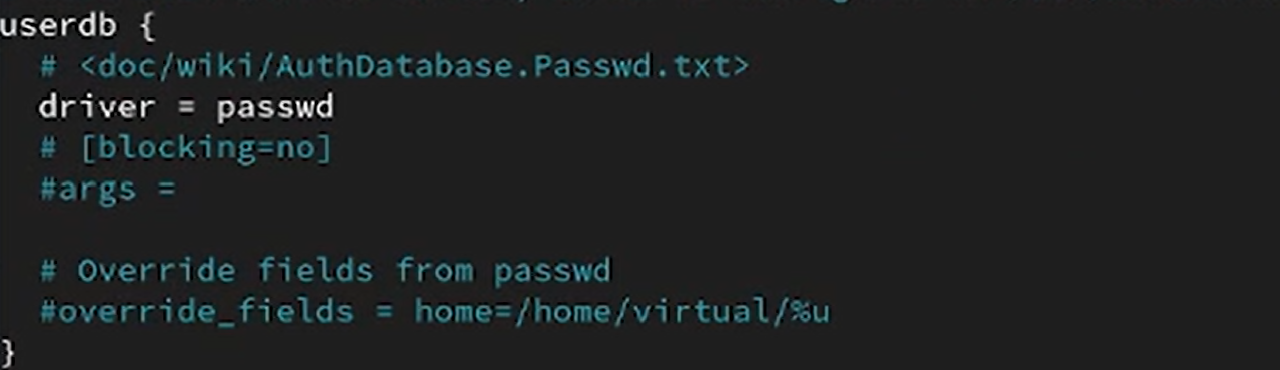 userdb {
  # <doc/wiki/AuthDatabase.Passwd.txt>
  driver = passwd
  # [blocking=no]
  #args =

  # Override fields from passwd
  #override_fields = home=/home/virtual/%u
}